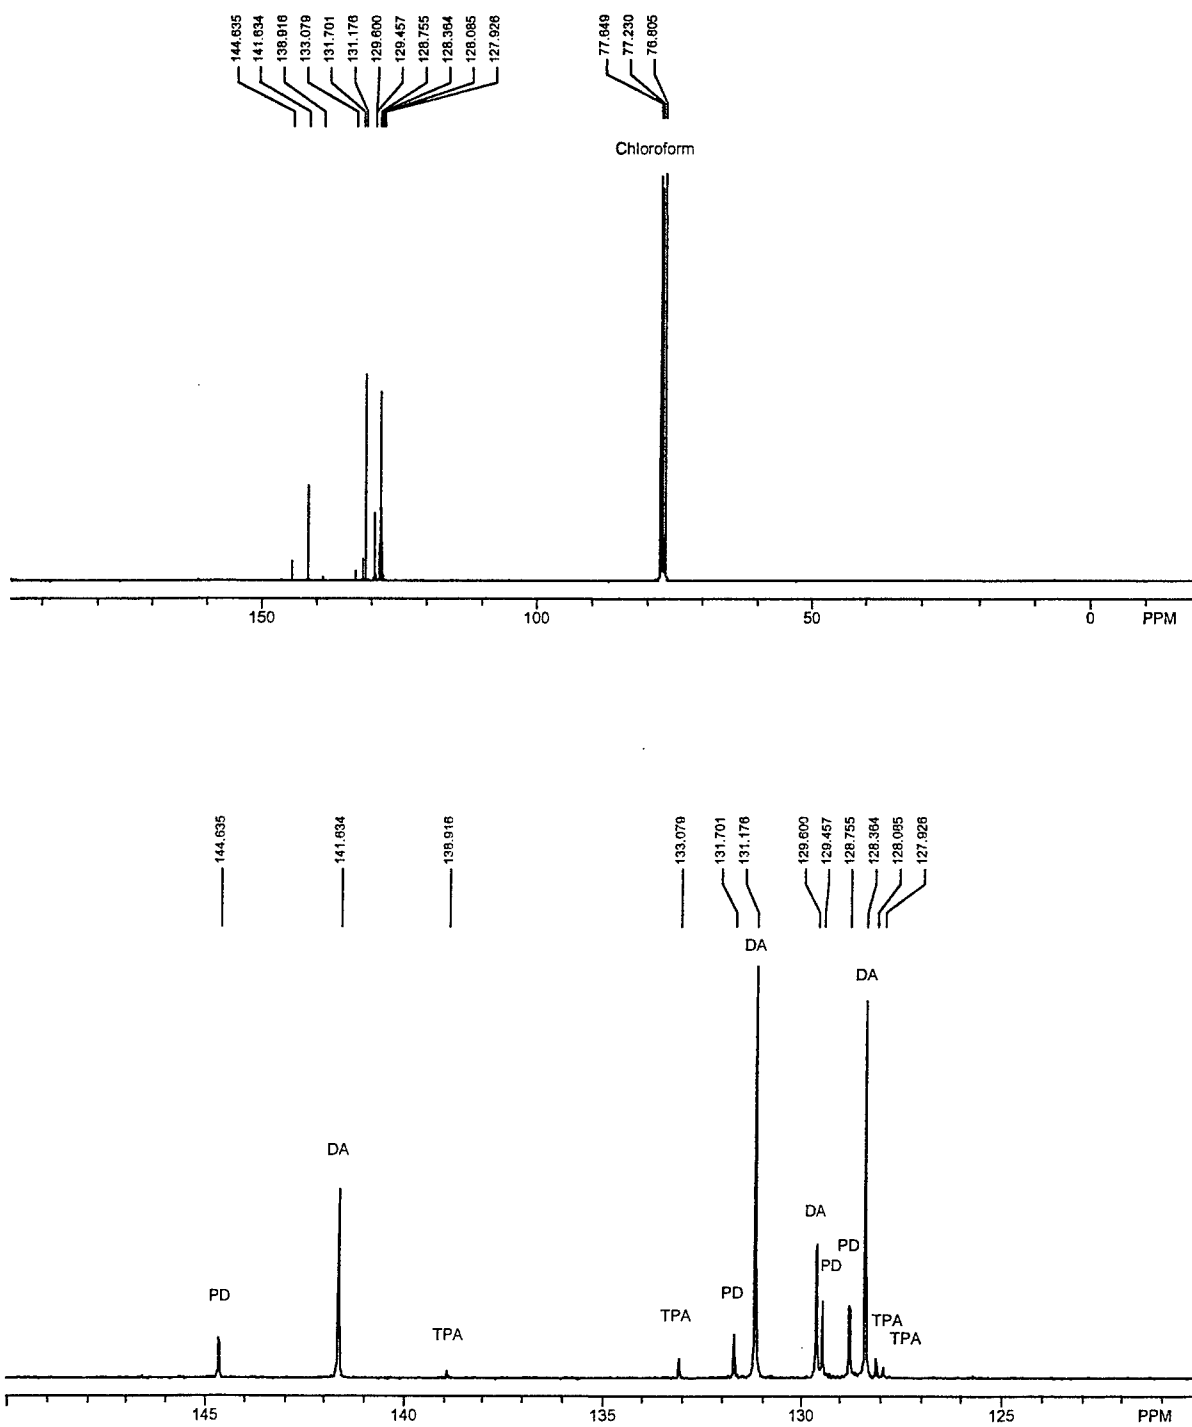 144.635
141.634
138.916
133.079
131.701
131.176
129.600
129.457
128.755
128.364
128.085
127.926
77.649
77.230
76.805
Chloroform
150
100
50
0
PPM
144.635
141.634
138.916
133.079
131.701
131.176
129.600
129.457
128.755
128.364
128.085
127.926
DA
DA
DA
DA
PD
PD
PD
PD
TPA
TPA
TPA
TPA
145
140
135
130
125
PPM